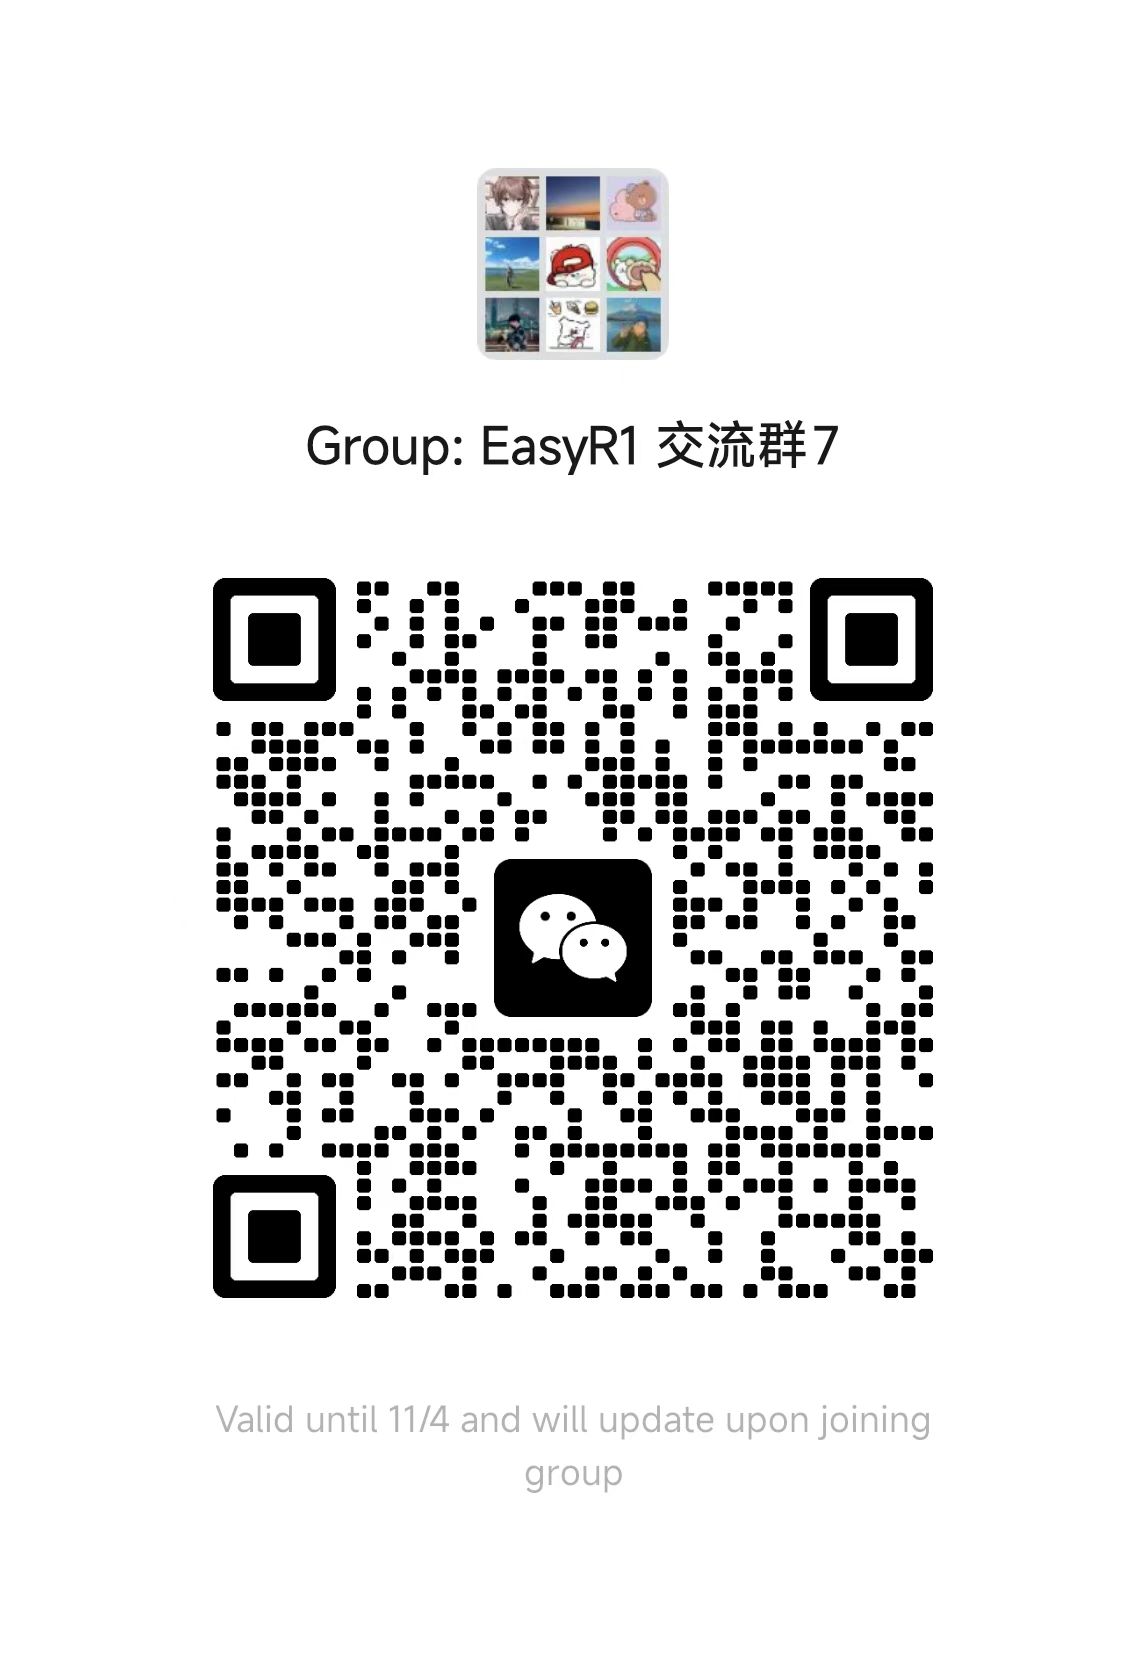 Group: EasyR1 交流群7
Valid until 11/4 and will update upon joining
group